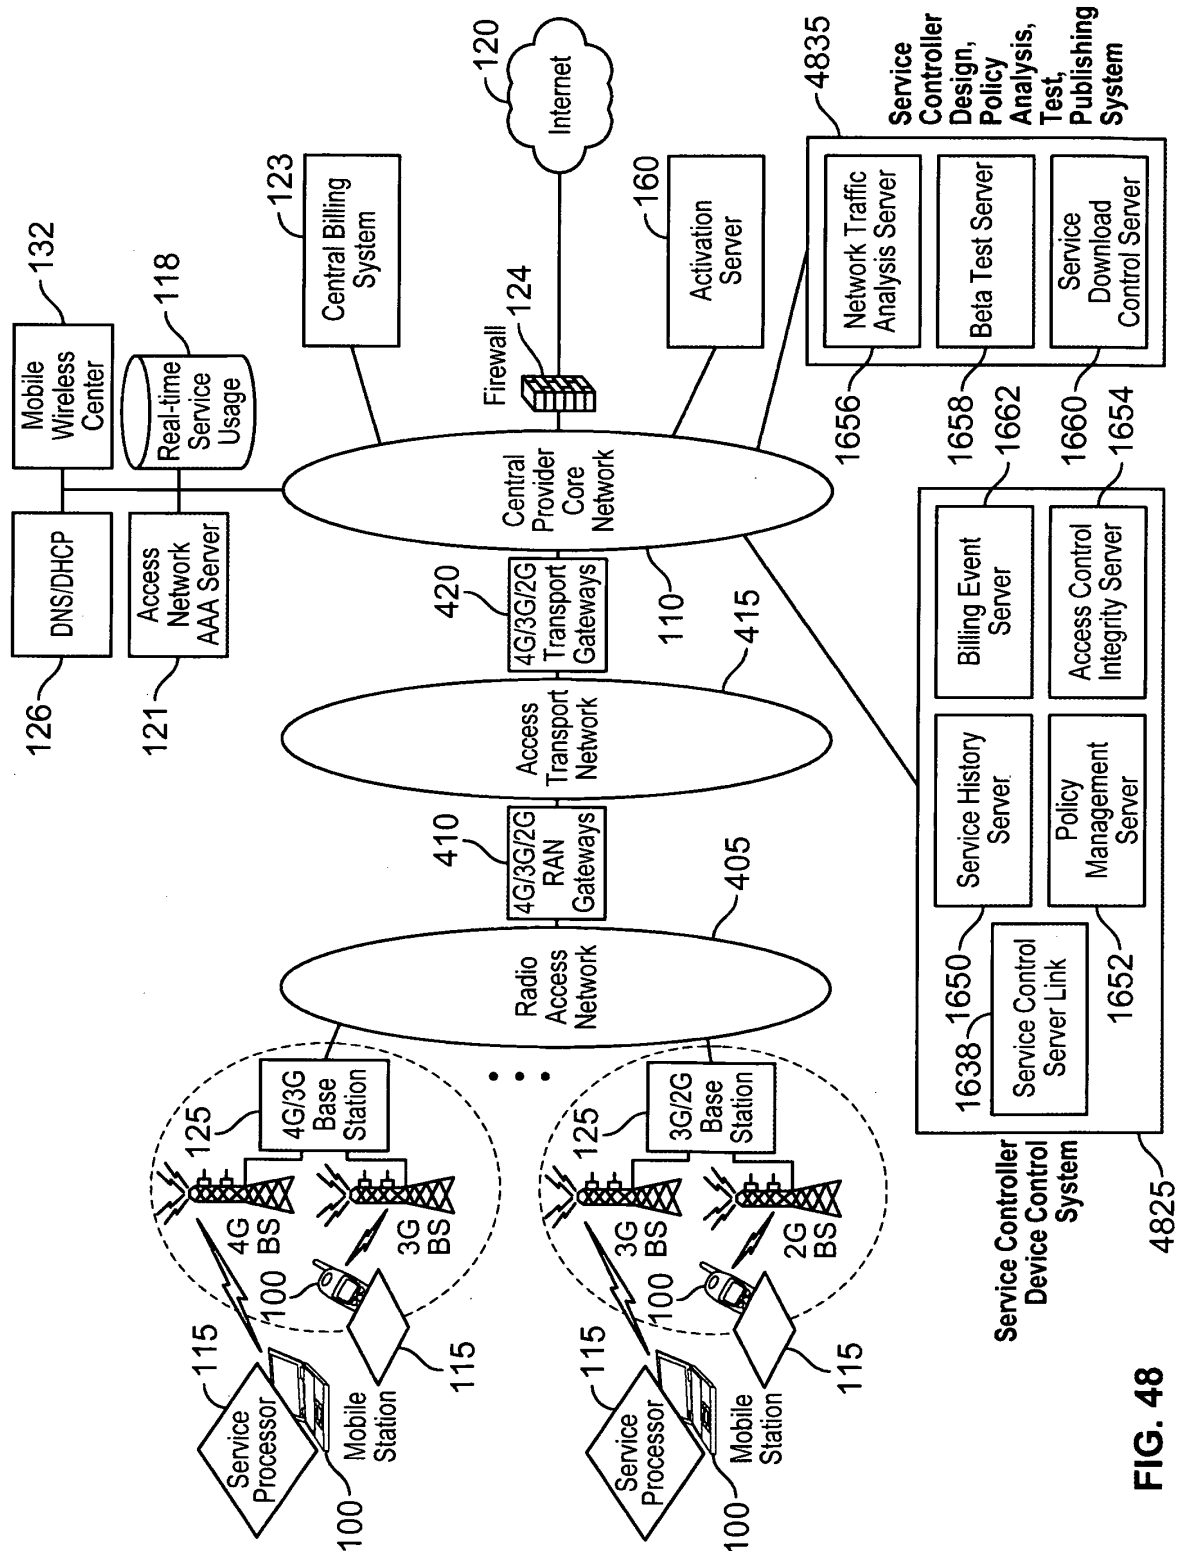 Service
Processor
115
100
Mobile
Station
100
115
4G
BS
3G
BS
125
4G/3G
Base
Station
Service
Processor
115
100
Mobile
Station
100
115
3G
BS
2G
BS
125
3G/2G
Base
Station
Radio
Access
Network
405
410
4G/3G/2G
RAN
Gateways
Access
Transport
Network
415
420
4G/3G/2G
Transport
Gateways
Central
Provider
Core
Network
110
126
DNS/DHCP
121
Access
Network
AAA Server
Mobile
Wireless
Center
132
Real-time
Service
Usage
118
123
Central Billing
System
Firewall
124
120
Internet
160
Activation
Server
4835
Service
Controller
Design,
Policy
Analysis,
Test,
Publishing
System
Network Traffic
Analysis Server
1656
Beta Test Server
1658
Service
Download
Control Server
1660
Service Controller
Device Control
System
4825
1638
Service Control
Server Link
1650
Service History
Server
1652
Policy
Management
Server
Billing Event
Server
1662
Access Control
Integrity Server
1654
FIG. 48